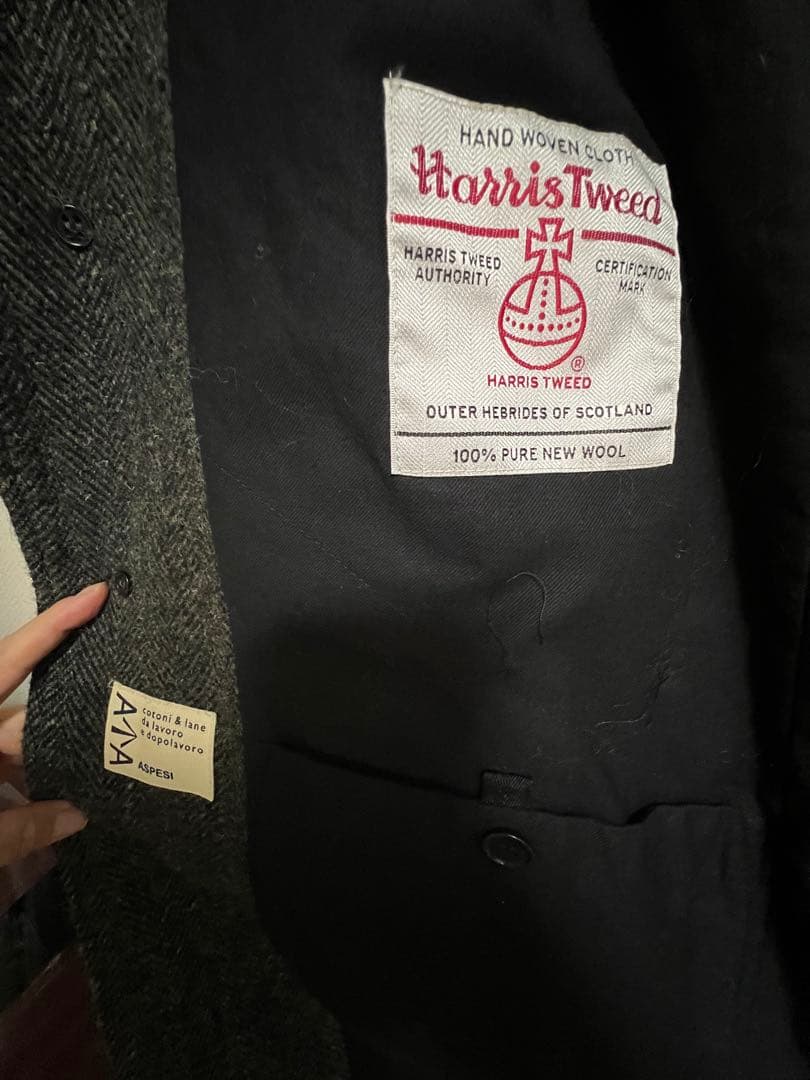 HAND WOVEN CLOTH
Harris Tweed
HARRIS TWEED
AUTHORITY
CERTIFICATION
MARK
®
HARRIS TWEED
OUTER HEBRIDES OF SCOTLAND
100% PURE NEW WOOL
cotoni & lane
da lavoro
e dopolavoro
ASPESI